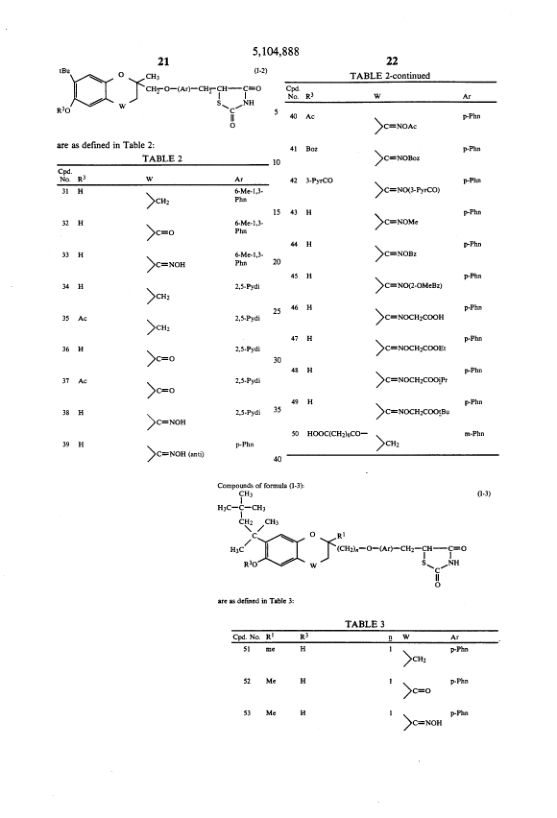 5,104,888
21
22
tBu
O
CH3
CH2—O—(Ar)—CH2—CH—C=O
S NH
C
O
R3O
W
(I-2)
are as defined in Table 2:
TABLE 2
Cpd. No. R3 W Ar
31 H >CH2 6-Me-1,3-Phn
32 H >C=O 6-Me-1,3-Phn
33 H >C=NOH 6-Me-1,3-Phn
34 H >CH2 2,5-Pydi
35 Ac >CH2 2,5-Pydi
36 H >C=O 2,5-Pydi
37 Ac >C=O 2,5-Pydi
38 H >C=NOH 2,5-Pydi
39 H >C=NOH (anti) p-Phn
5
10
15
20
25
30
35
40
TABLE 2-continued
Cpd. No. R3 W Ar
40 Ac >C=NOAc p-Phn
41 Boz >C=NOBoz p-Phn
42 3-PyrCO >C=NO(3-PyrCO) p-Phn
43 H >C=NOMe p-Phn
44 H >C=NOBz p-Phn
45 H >C=NO(2-OMeBz) p-Phn
46 H >C=NOCH2COOH p-Phn
47 H >C=NOCH2COOEt p-Phn
48 H >C=NOCH2COOiPr p-Phn
49 H >C=NOCH2COOtBu p-Phn
50 HOOC(CH2)6CO— >CH2 m-Phn
Compounds of formula (I-3):
(I-3)
CH3
H3C—C—CH3
CH2 CH3
C
H3C
O
R1
(CH2)n—O—(Ar)—CH2—CH—C=O
S NH
C
O
R3O
W
are as defined in Table 3:
TABLE 3
Cpd. No. R1 R3 n W Ar
51 me H 1 >CH2 p-Phn
52 Me H 1 >C=O p-Phn
53 Me H 1 >C=NOH p-Phn